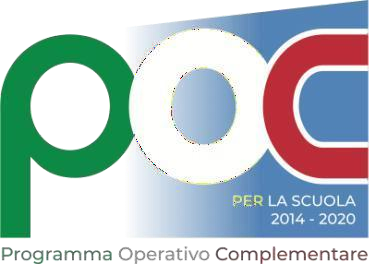 poc
PER LA SCUOLA
2014 - 2020
Programma Operativo Complementare